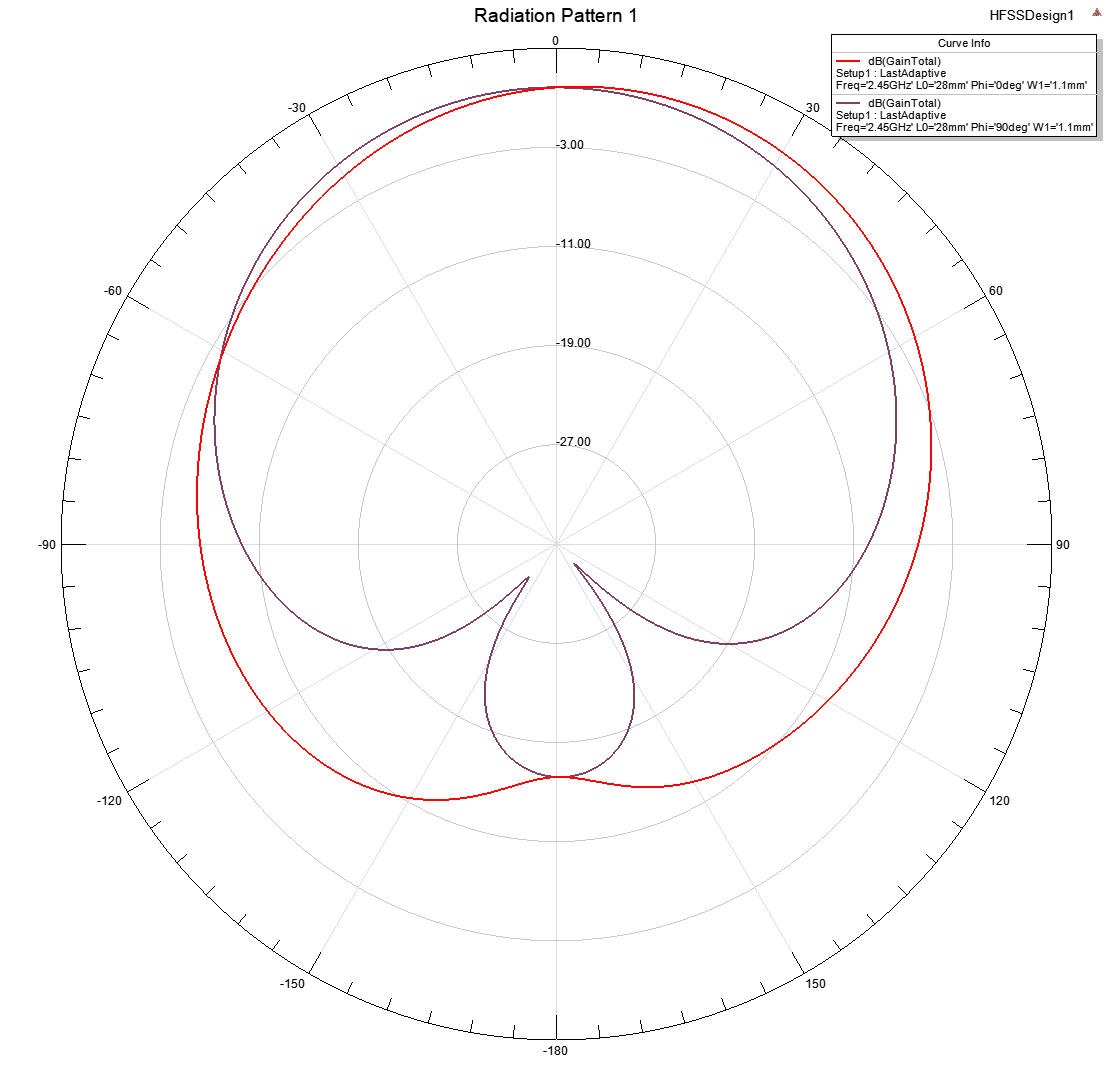 Radiation Pattern 1
HFSSDesign1
Curve Info
dB(GainTotal)
Setup1 : LastAdaptive
Freq='2.45GHz' L0='28mm' Phi='0deg' W1='1.1mm'
dB(GainTotal)
Setup1 : LastAdaptive
Freq='2.45GHz' L0='28mm' Phi='90deg' W1='1.1mm'
0
-30
30
-3.00
-11.00
-60
60
-19.00
-27.00
-90
90
-120
120
-150
150
-180